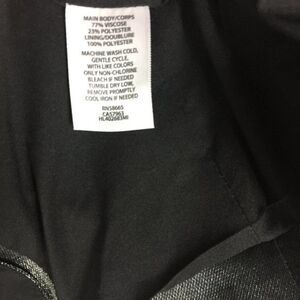 MAIN BODY/CORPS
77% VISCOSE
23% POLYESTER
LINING/DOUBLURE
100% POLYESTER
MACHINE WASH COLD,
GENTLE CYCLE,
WITH LIKE COLORS
ONLY NON-CHLORINE
BLEACH IF NEEDED
TUMBLE DRY LOW,
REMOVE PROMPTLY
COOL IRON IF NEEDED
RN58665
CA57963
HL402683MI